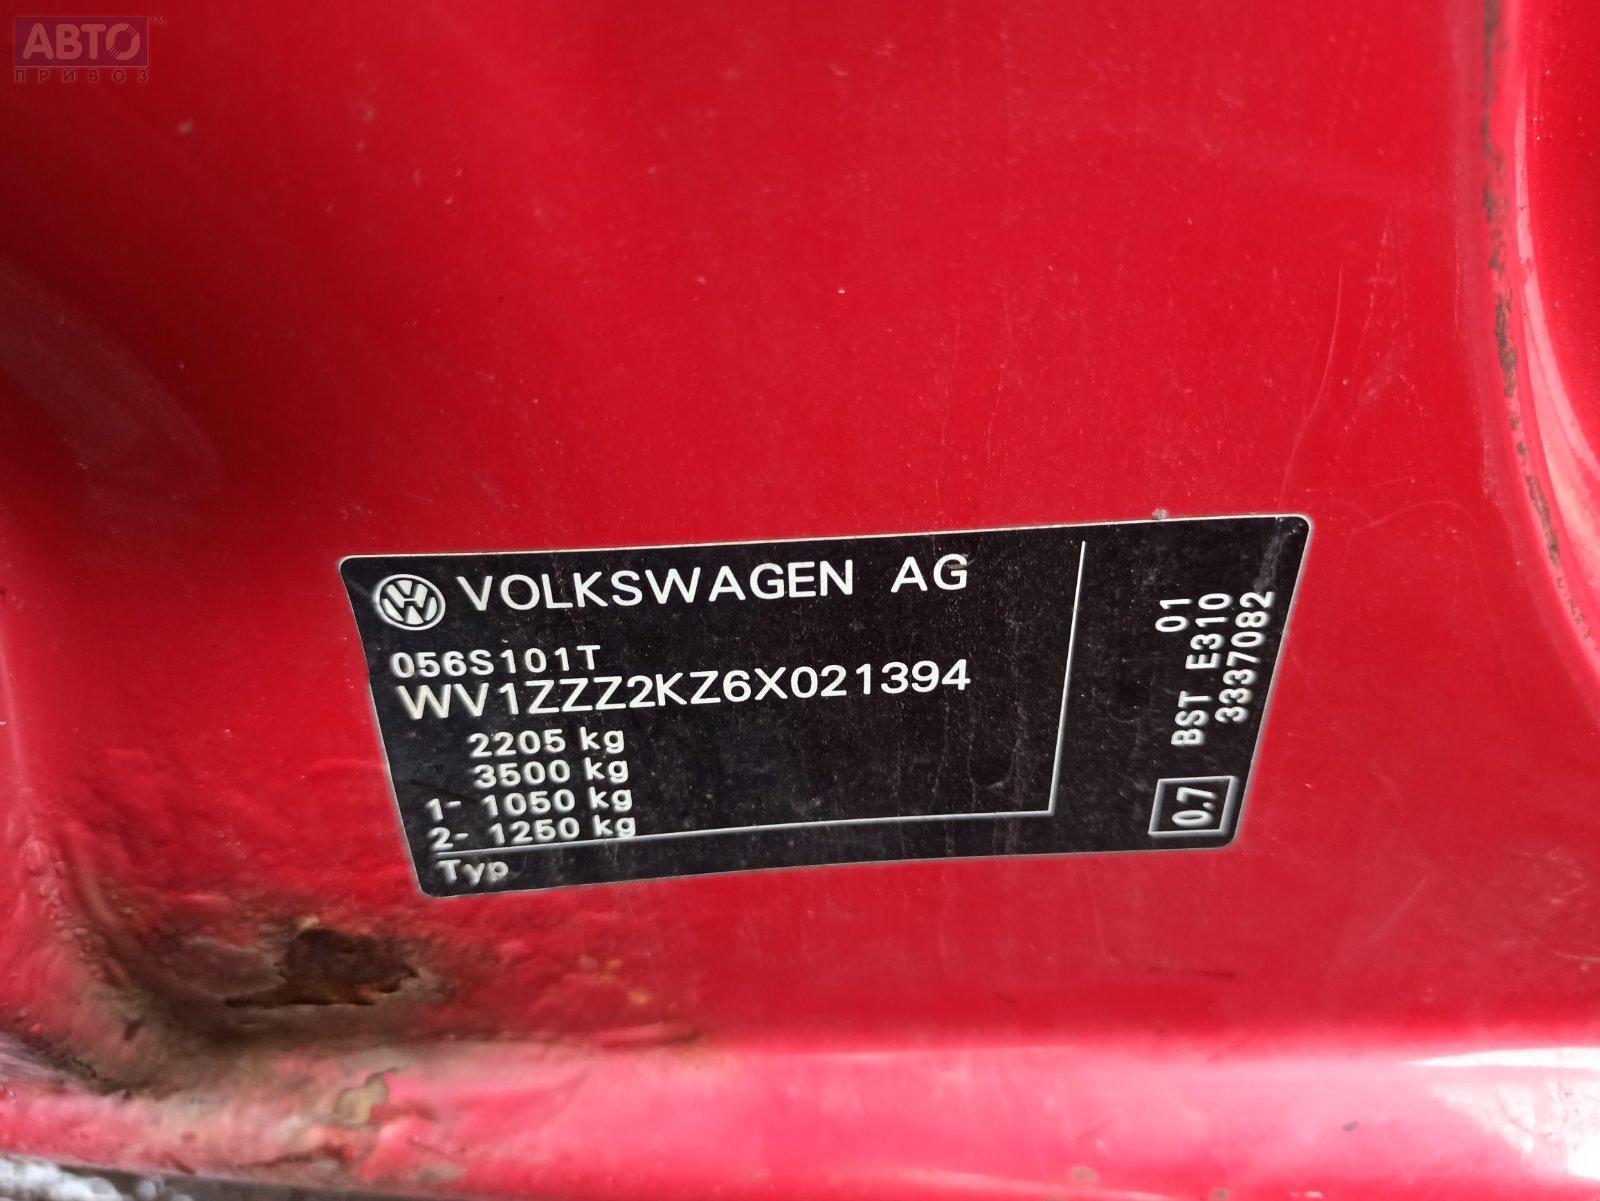 АВТО™
ПРИВОЗ
VOLKSWAGEN AG
056S101T
WV1ZZZ2KZ6X021394
2205 kg
3500 kg
1- 1050 kg
2- 1250 kg
Typ
01
BST E310
3337082
0.7